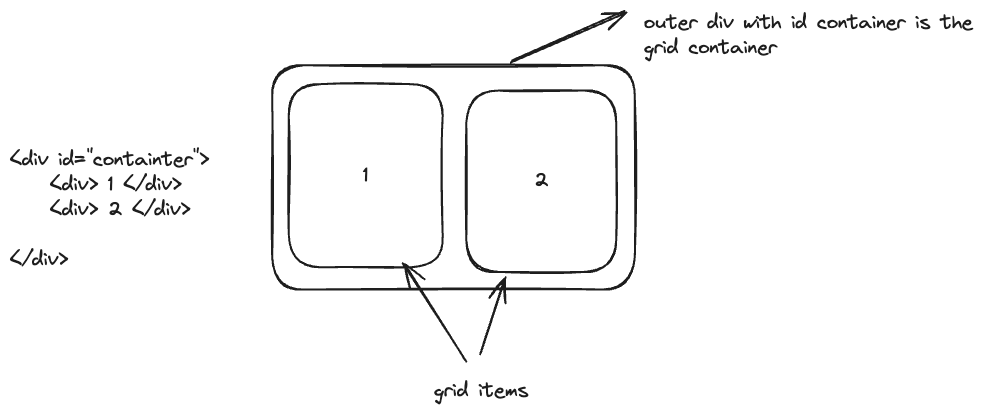 outer div with id container is the
grid container
<div id="containter">
<div> 1 </div>
<div> 2 </div>
</div>
1
2
grid items